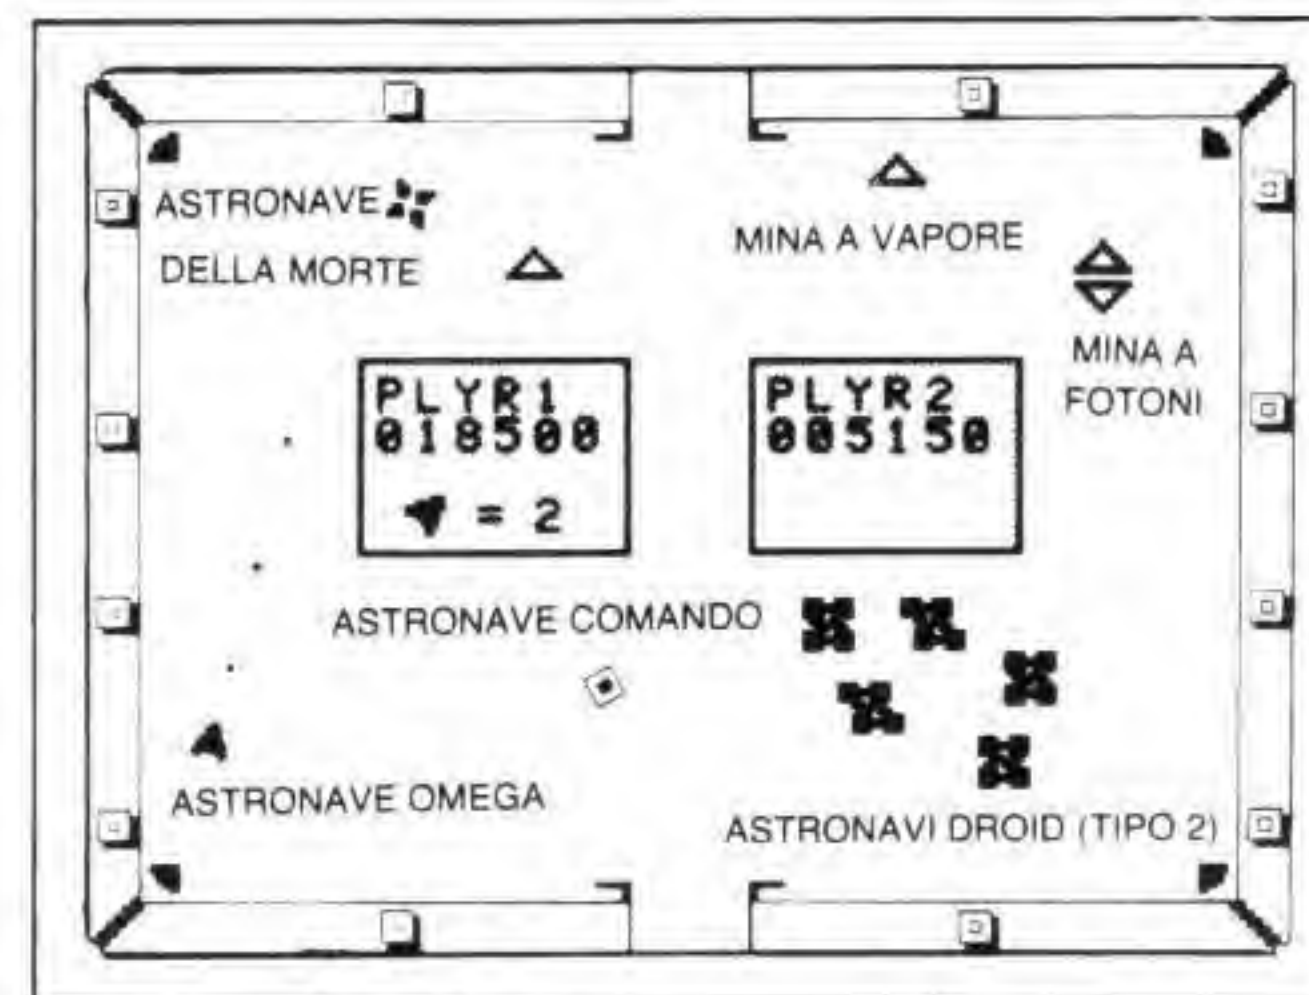 ASTRONAVE
DELLA MORTE
MINA A VAPORE
MINA A
FOTONI
PLYR1
018500
= 2
PLYR2
005150
ASTRONAVE COMANDO
ASTRONAVE OMEGA
ASTRONAVI DROID (TIPO 2)